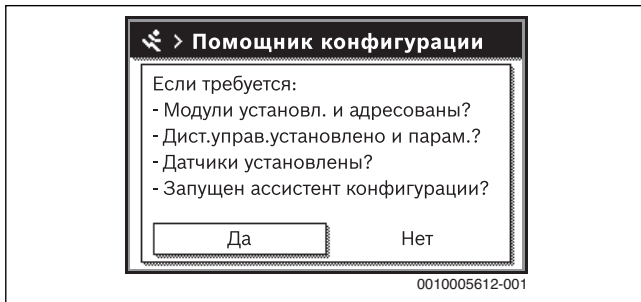 > Помощник конфигурации
Если требуется:
- Модули установл. и адресованы?
- Дист.управ.установлено и парам.?
- Датчики установлены?
- Запущен ассистент конфигурации?
Да Нет
0010005612-001